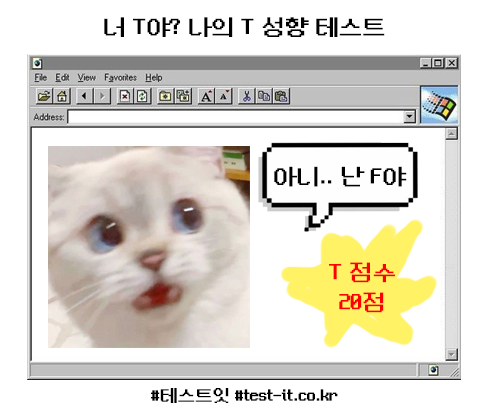 너 T야? 나의 T 성향 테스트
File Edit View Favorites Help
Address:
아니.. 난 F야
T 점수
20점
#테스트잇 #test-it.co.kr